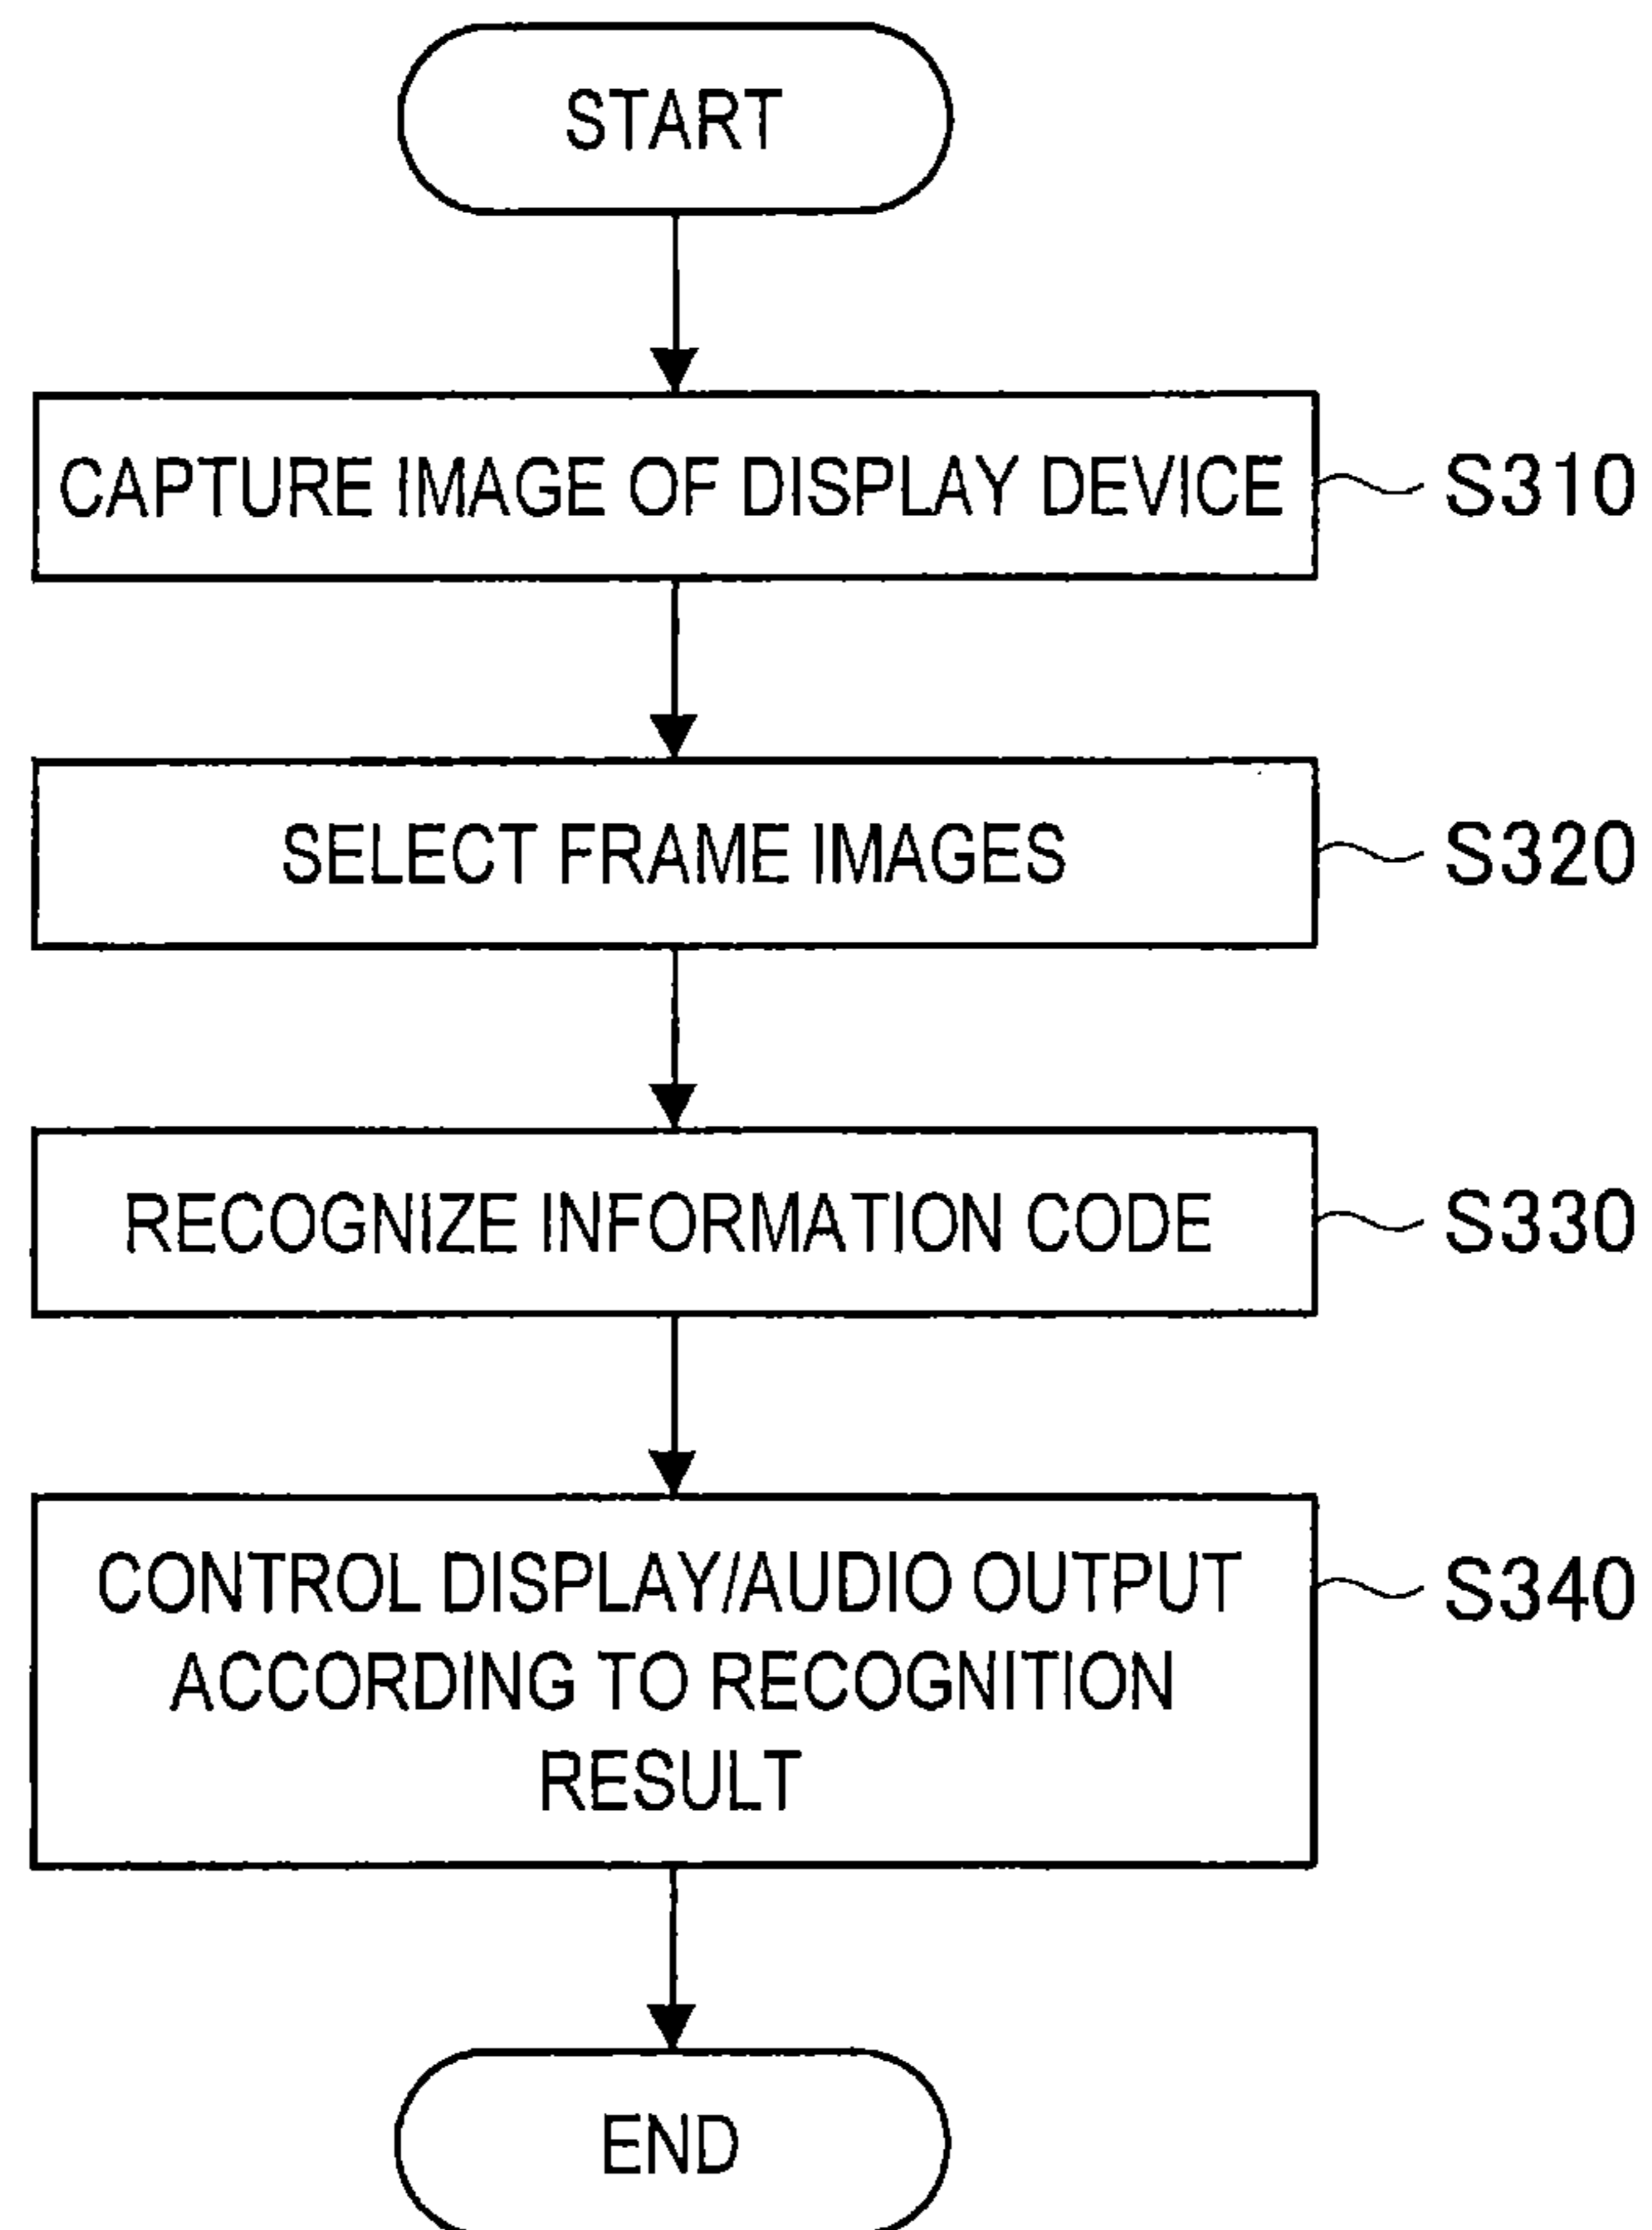 START
CAPTURE IMAGE OF DISPLAY DEVICE
S310
SELECT FRAME IMAGES
S320
RECOGNIZE INFORMATION CODE
S330
CONTROL DISPLAY/AUDIO OUTPUT
S340
ACCORDING TO RECOGNITION
RESULT
END